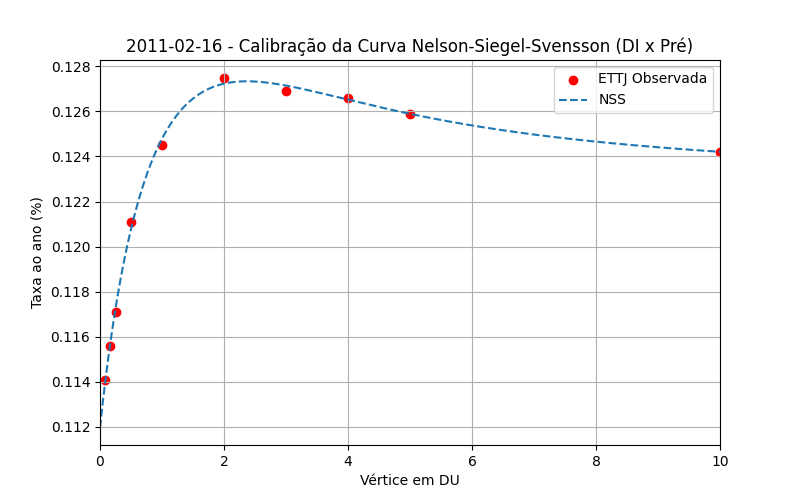 2011-02-16 - Calibração da Curva Nelson-Siegel-Svensson (DI x Pré)
0.128
0.126
0.124
0.122
0.120
0.118
0.116
0.114
0.112
Taxa ao ano (%)
ETTJ Observada
NSS
0 2 4 6 8 10
Vértice em DU